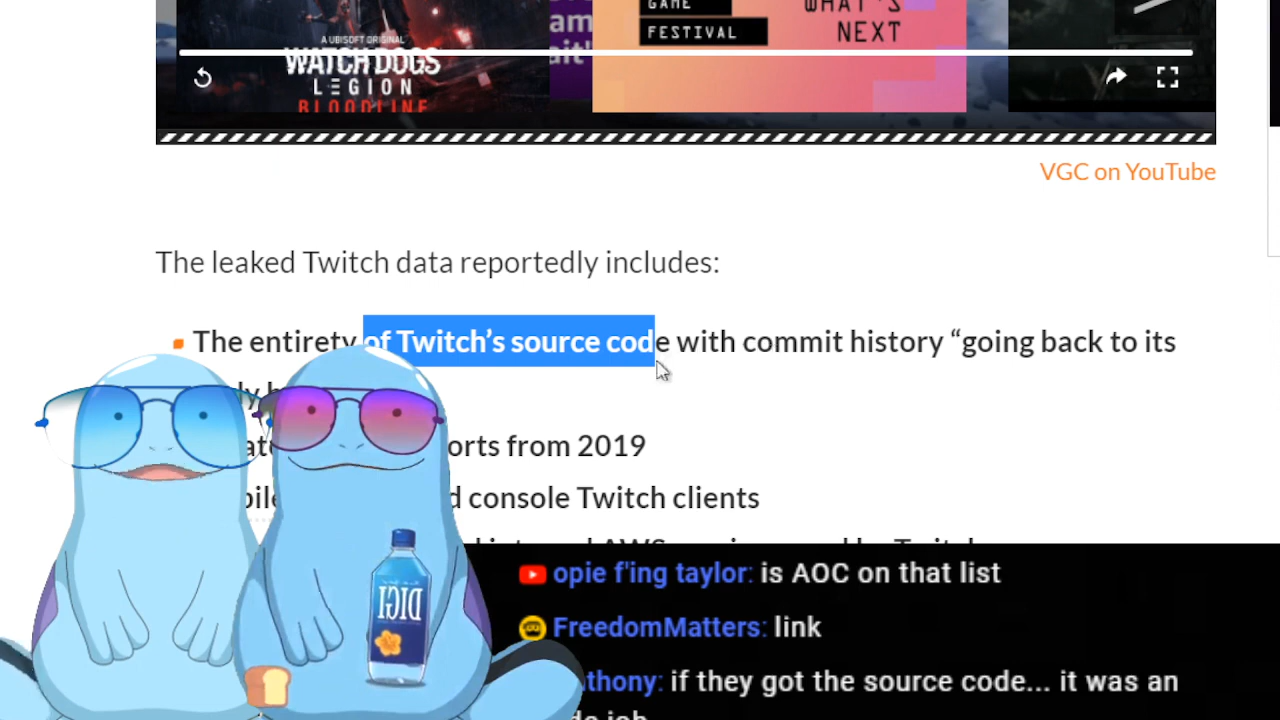 A UBISOFT ORIGINAL
WATCH DOGS
LEGION
BLOODLINE
GAME
FESTIVAL
WHAT'S
NEXT
VGC on YouTube
The leaked Twitch data reportedly includes:
The entirety of Twitch's source code with commit history “going back to its
orts from 2019
d console Twitch clients
DIGI
opie f'ing taylor: is AOC on that list
FreedomMatters: link
thony: if they got the source code... it was an